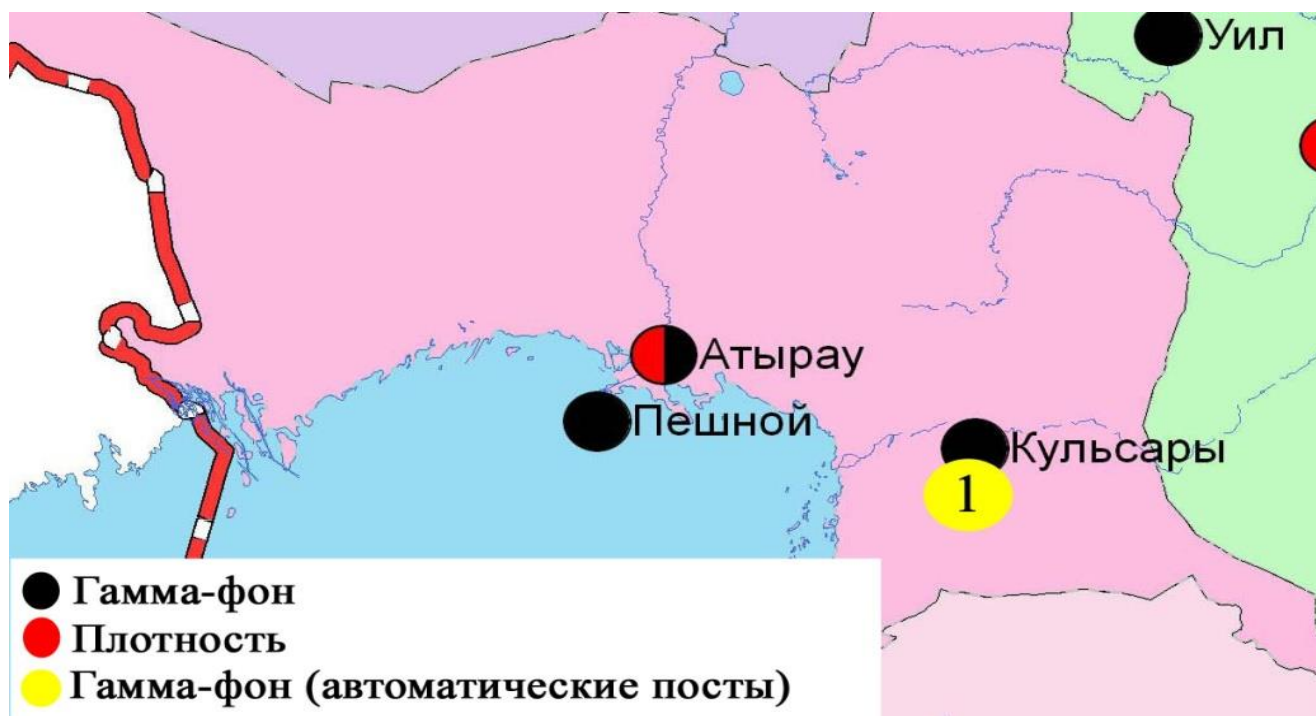 Уил
Атырау
Пешной
Кульсары
1
Гамма-фон
Плотность
Гамма-фон (автоматические посты)